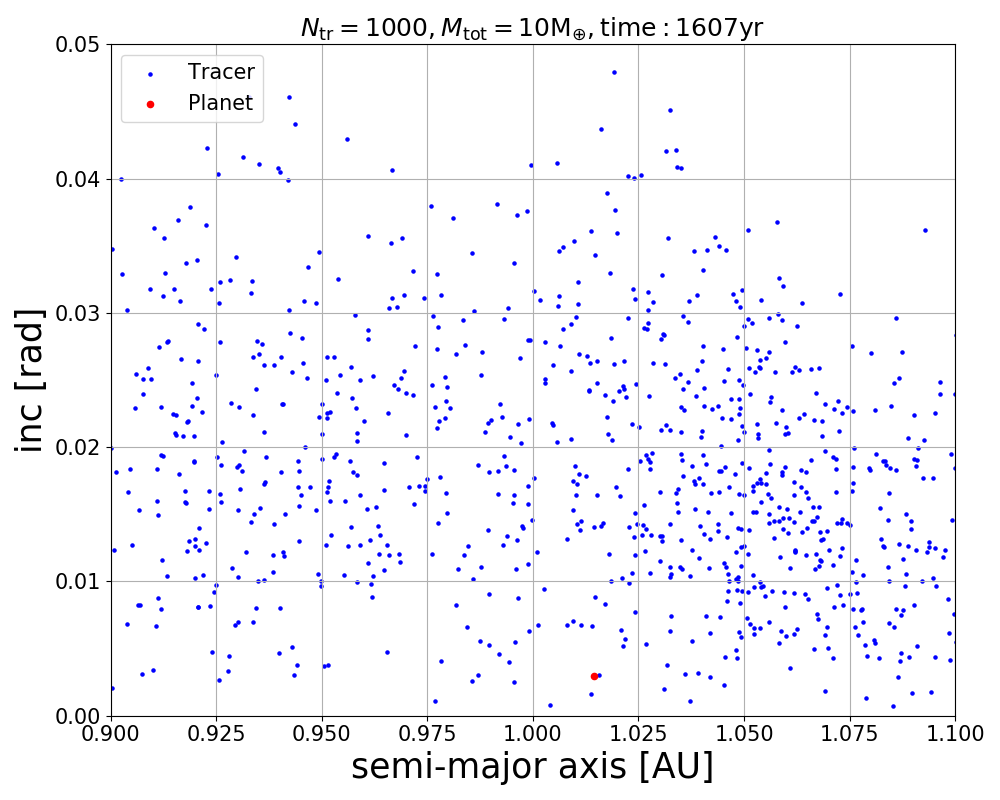 N_tr = 1000, M_tot = 10M_⊕, time : 1607yr
Tracer
Planet
inc [rad]
0.05
0.04
0.03
0.02
0.01
0.00
0.900 0.925 0.950 0.975 1.000 1.025 1.050 1.075 1.100
semi-major axis [AU]